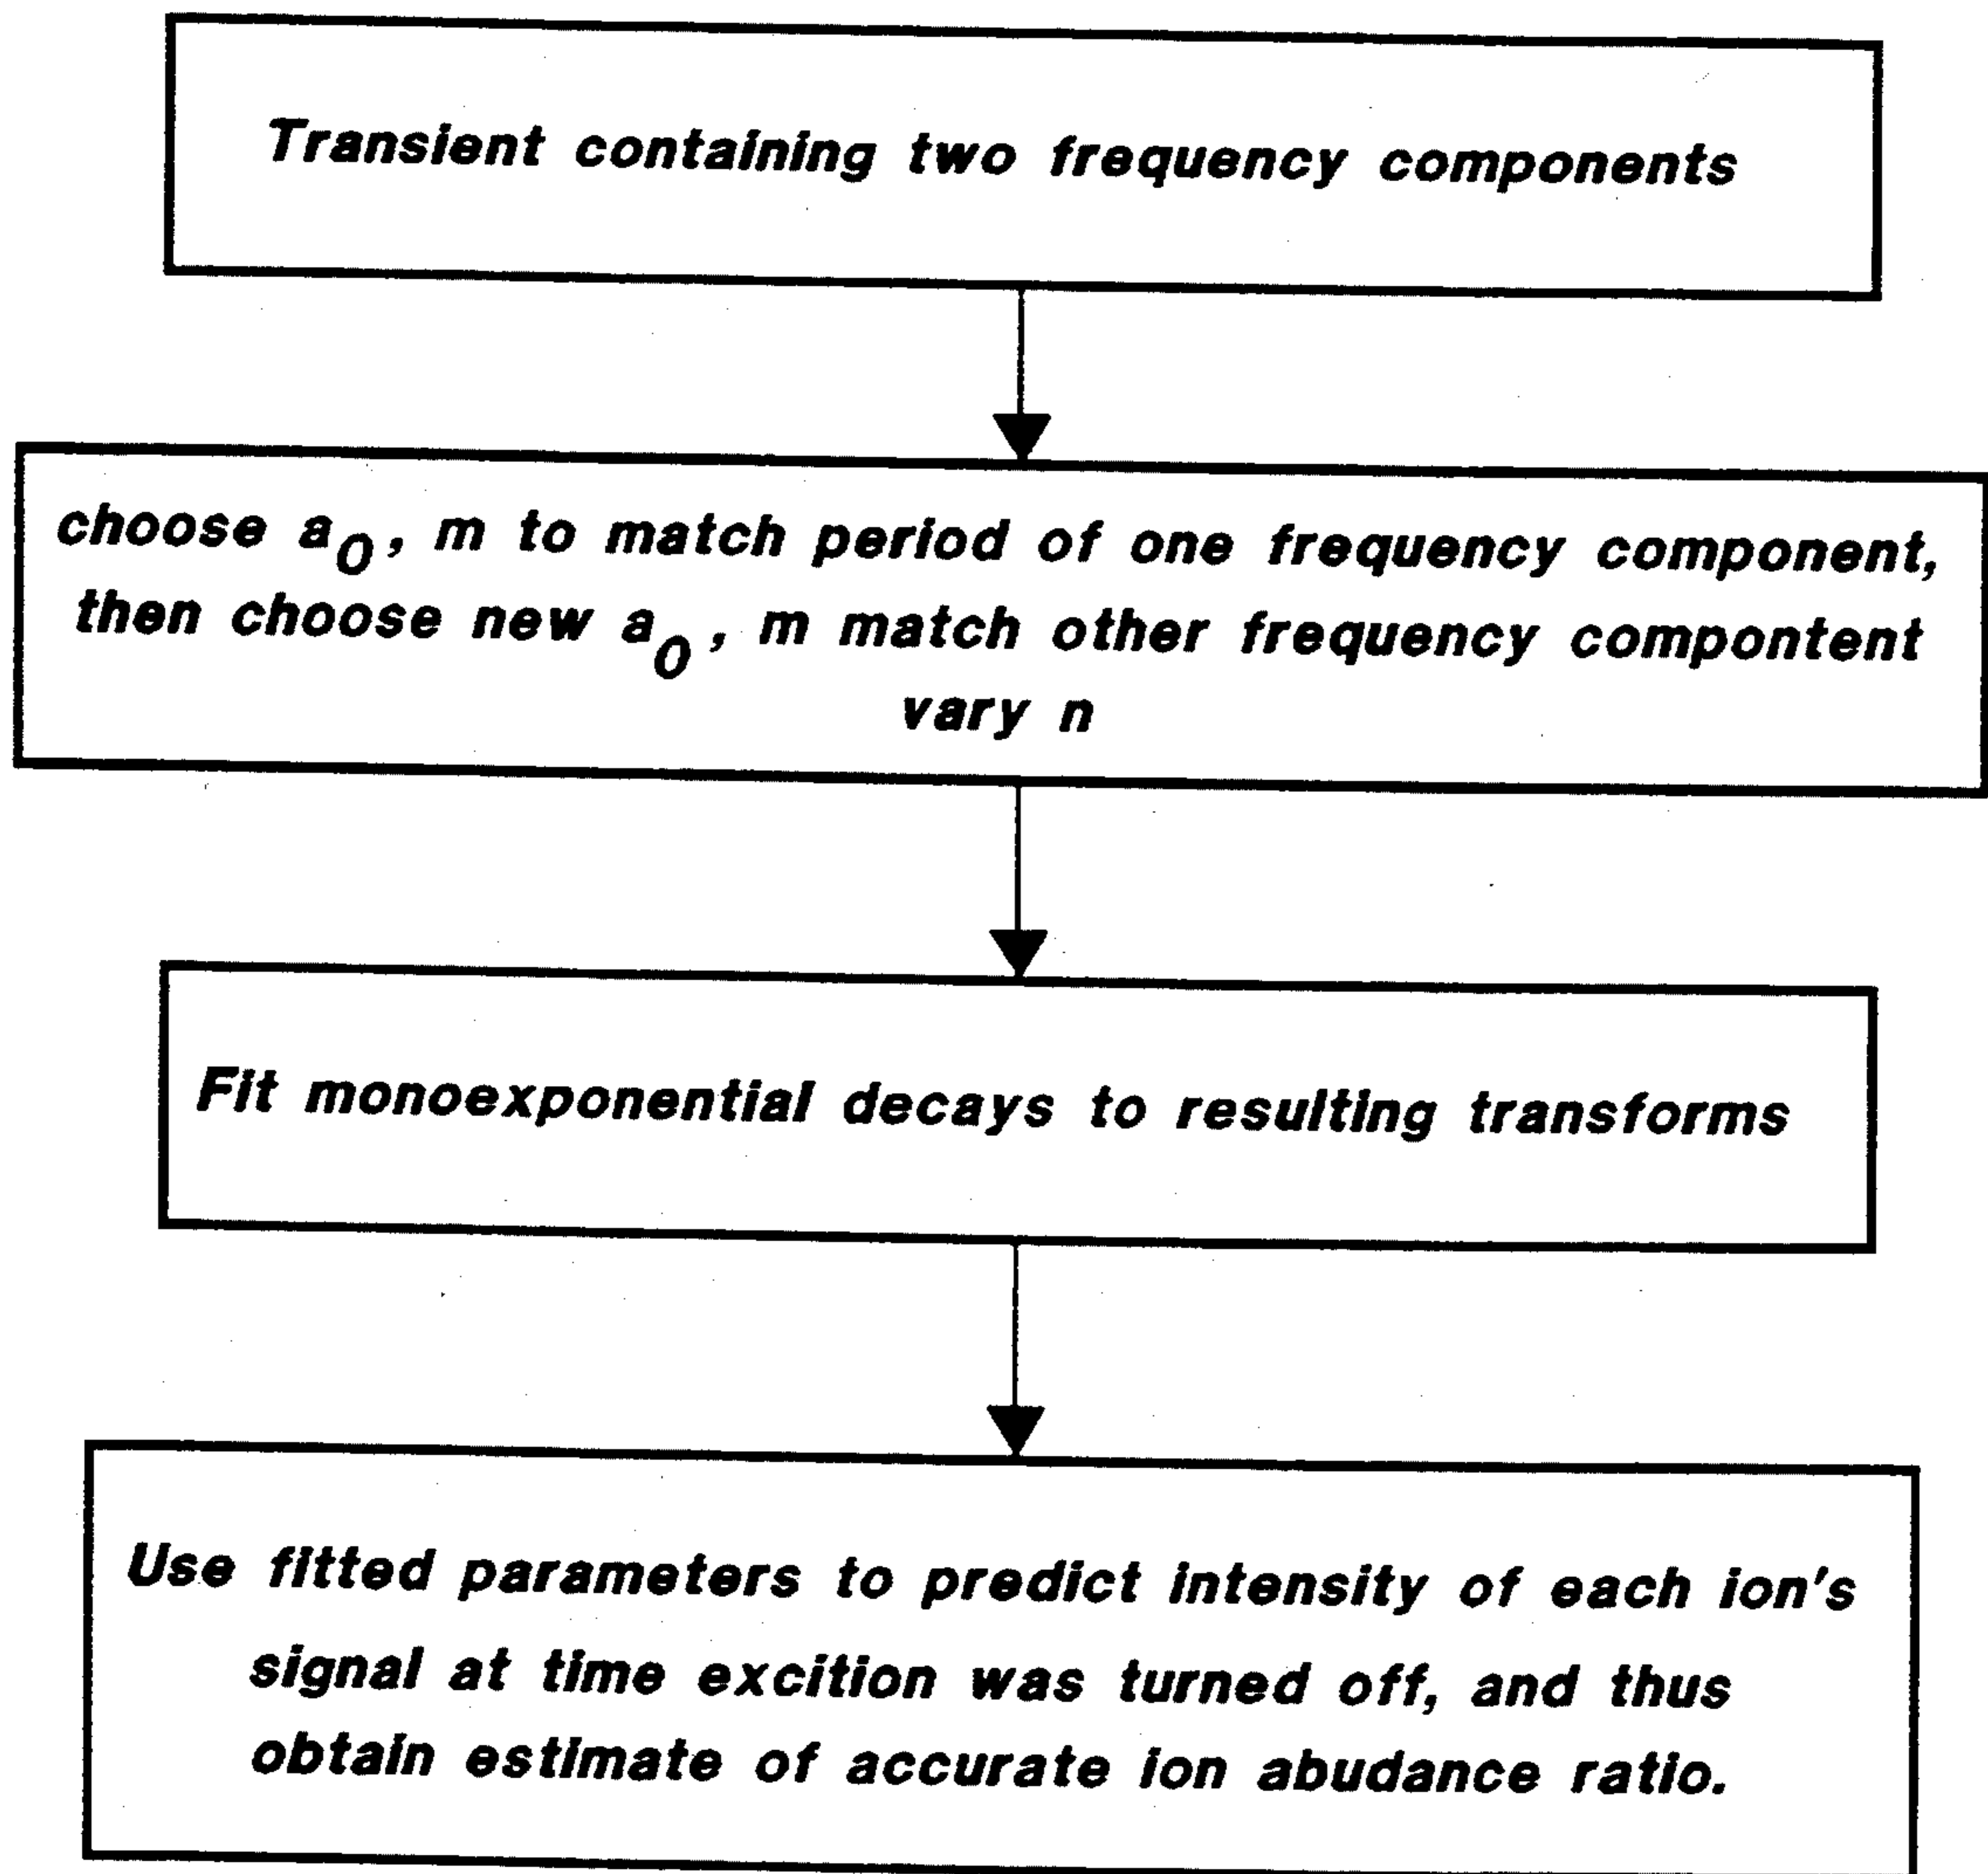 Transient containing two frequency components
choose a₀, m to match period of one frequency component,
then choose new a₀, m match other frequency compontent
vary n
Fit monoexponential decays to resulting transforms
Use fitted parameters to predict intensity of each ion's
signal at time excition was turned off, and thus
obtain estimate of accurate ion abudance ratio.